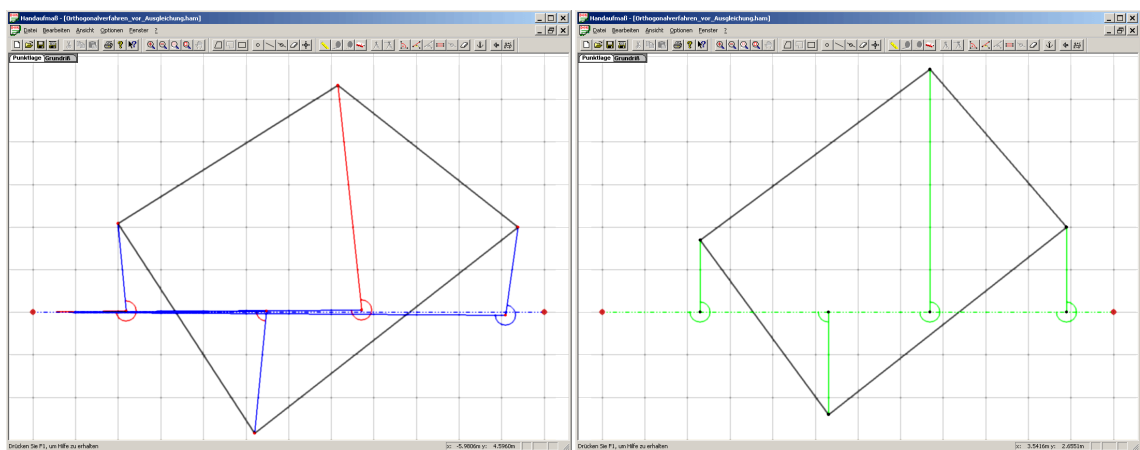 Handaufmaß - [Orthogonalverfahren_vor_Ausgleichung.ham]
Datei Bearbeiten Ansicht Optionen Fenster ?
Punktlage Grundriß
Drücken Sie F1, um Hilfe zu erhalten
x: -5.9806m y: 4.5960m
Handaufmaß - [Orthogonalverfahren_vor_Ausgleichung.ham]
Datei Bearbeiten Ansicht Optionen Fenster ?
Punktlage Grundriß
Drücken Sie F1, um Hilfe zu erhalten
x: 3.5416m y: 2.6551m